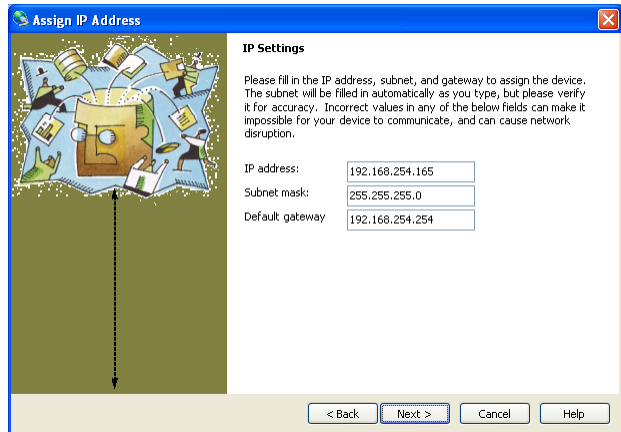 Assign IP Address
IP Settings
Please fill in the IP address, subnet, and gateway to assign the device.
The subnet will be filled in automatically as you type, but please verify
it for accuracy. Incorrect values in any of the below fields can make it
impossible for your device to communicate, and can cause network
disruption.
IP address: 192.168.254.165
Subnet mask: 255.255.255.0
Default gateway 192.168.254.254
< Back Next > Cancel Help